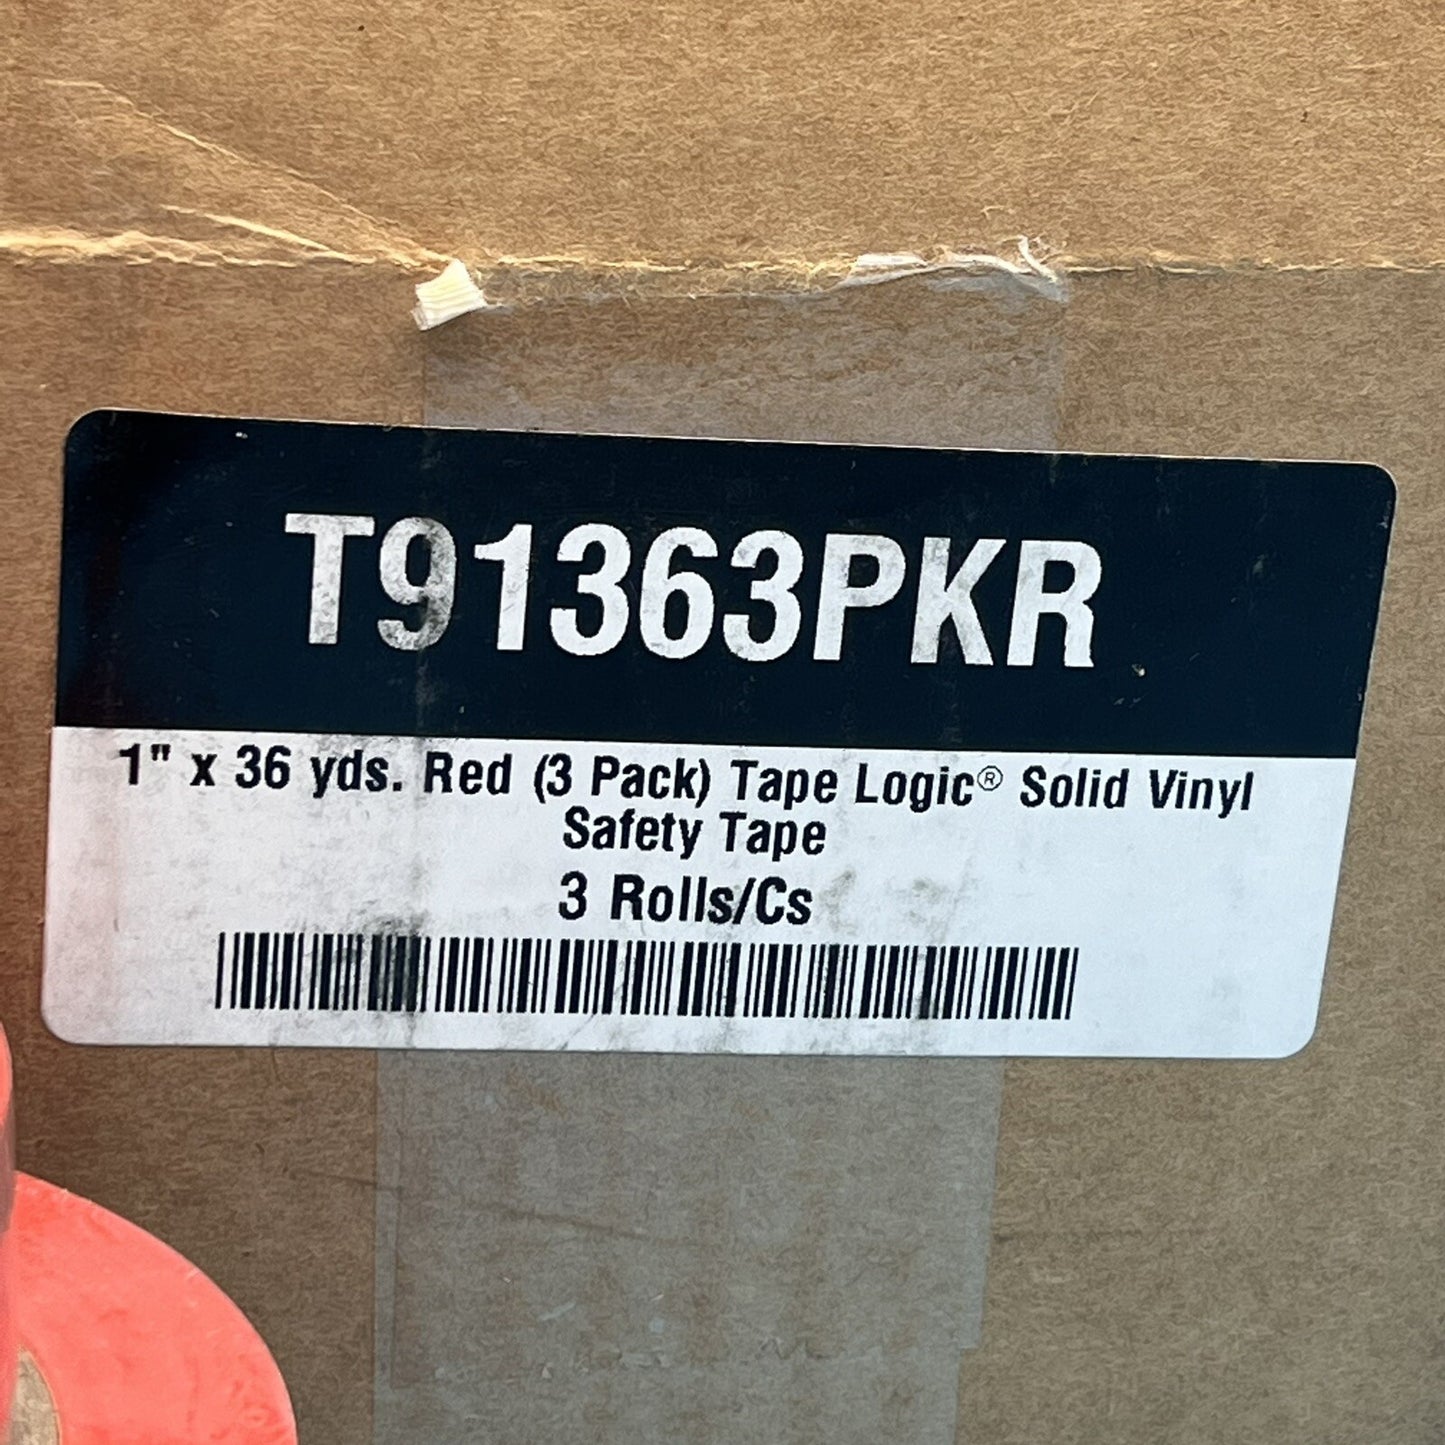 T91363PKR
1" x 36 yds. Red (3 Pack) Tape Logic® Solid Vinyl
Safety Tape
3 Rolls/Cs